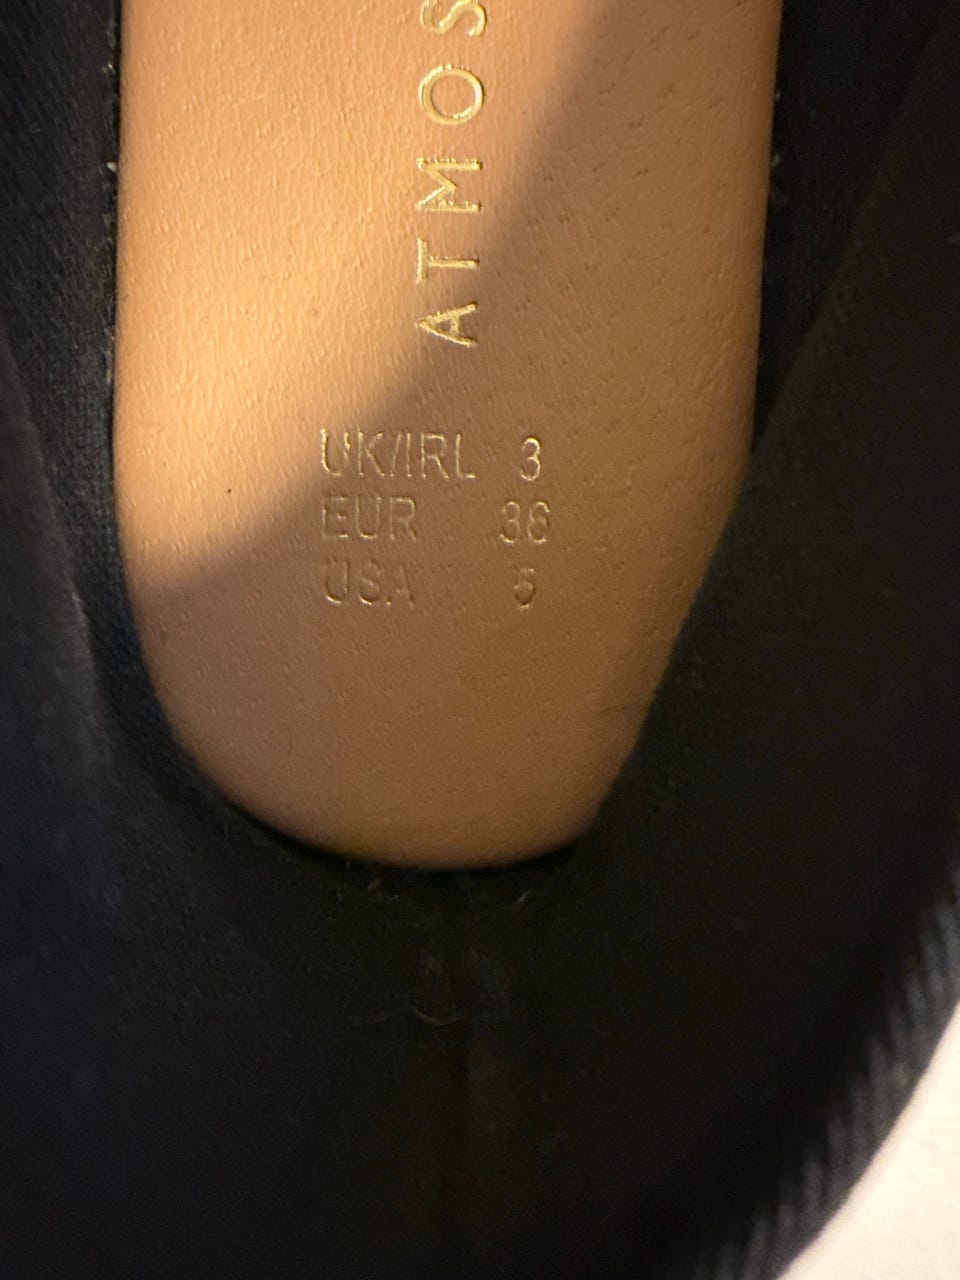 ATMOS
UK/IRL 3
EUR 36
USA 5